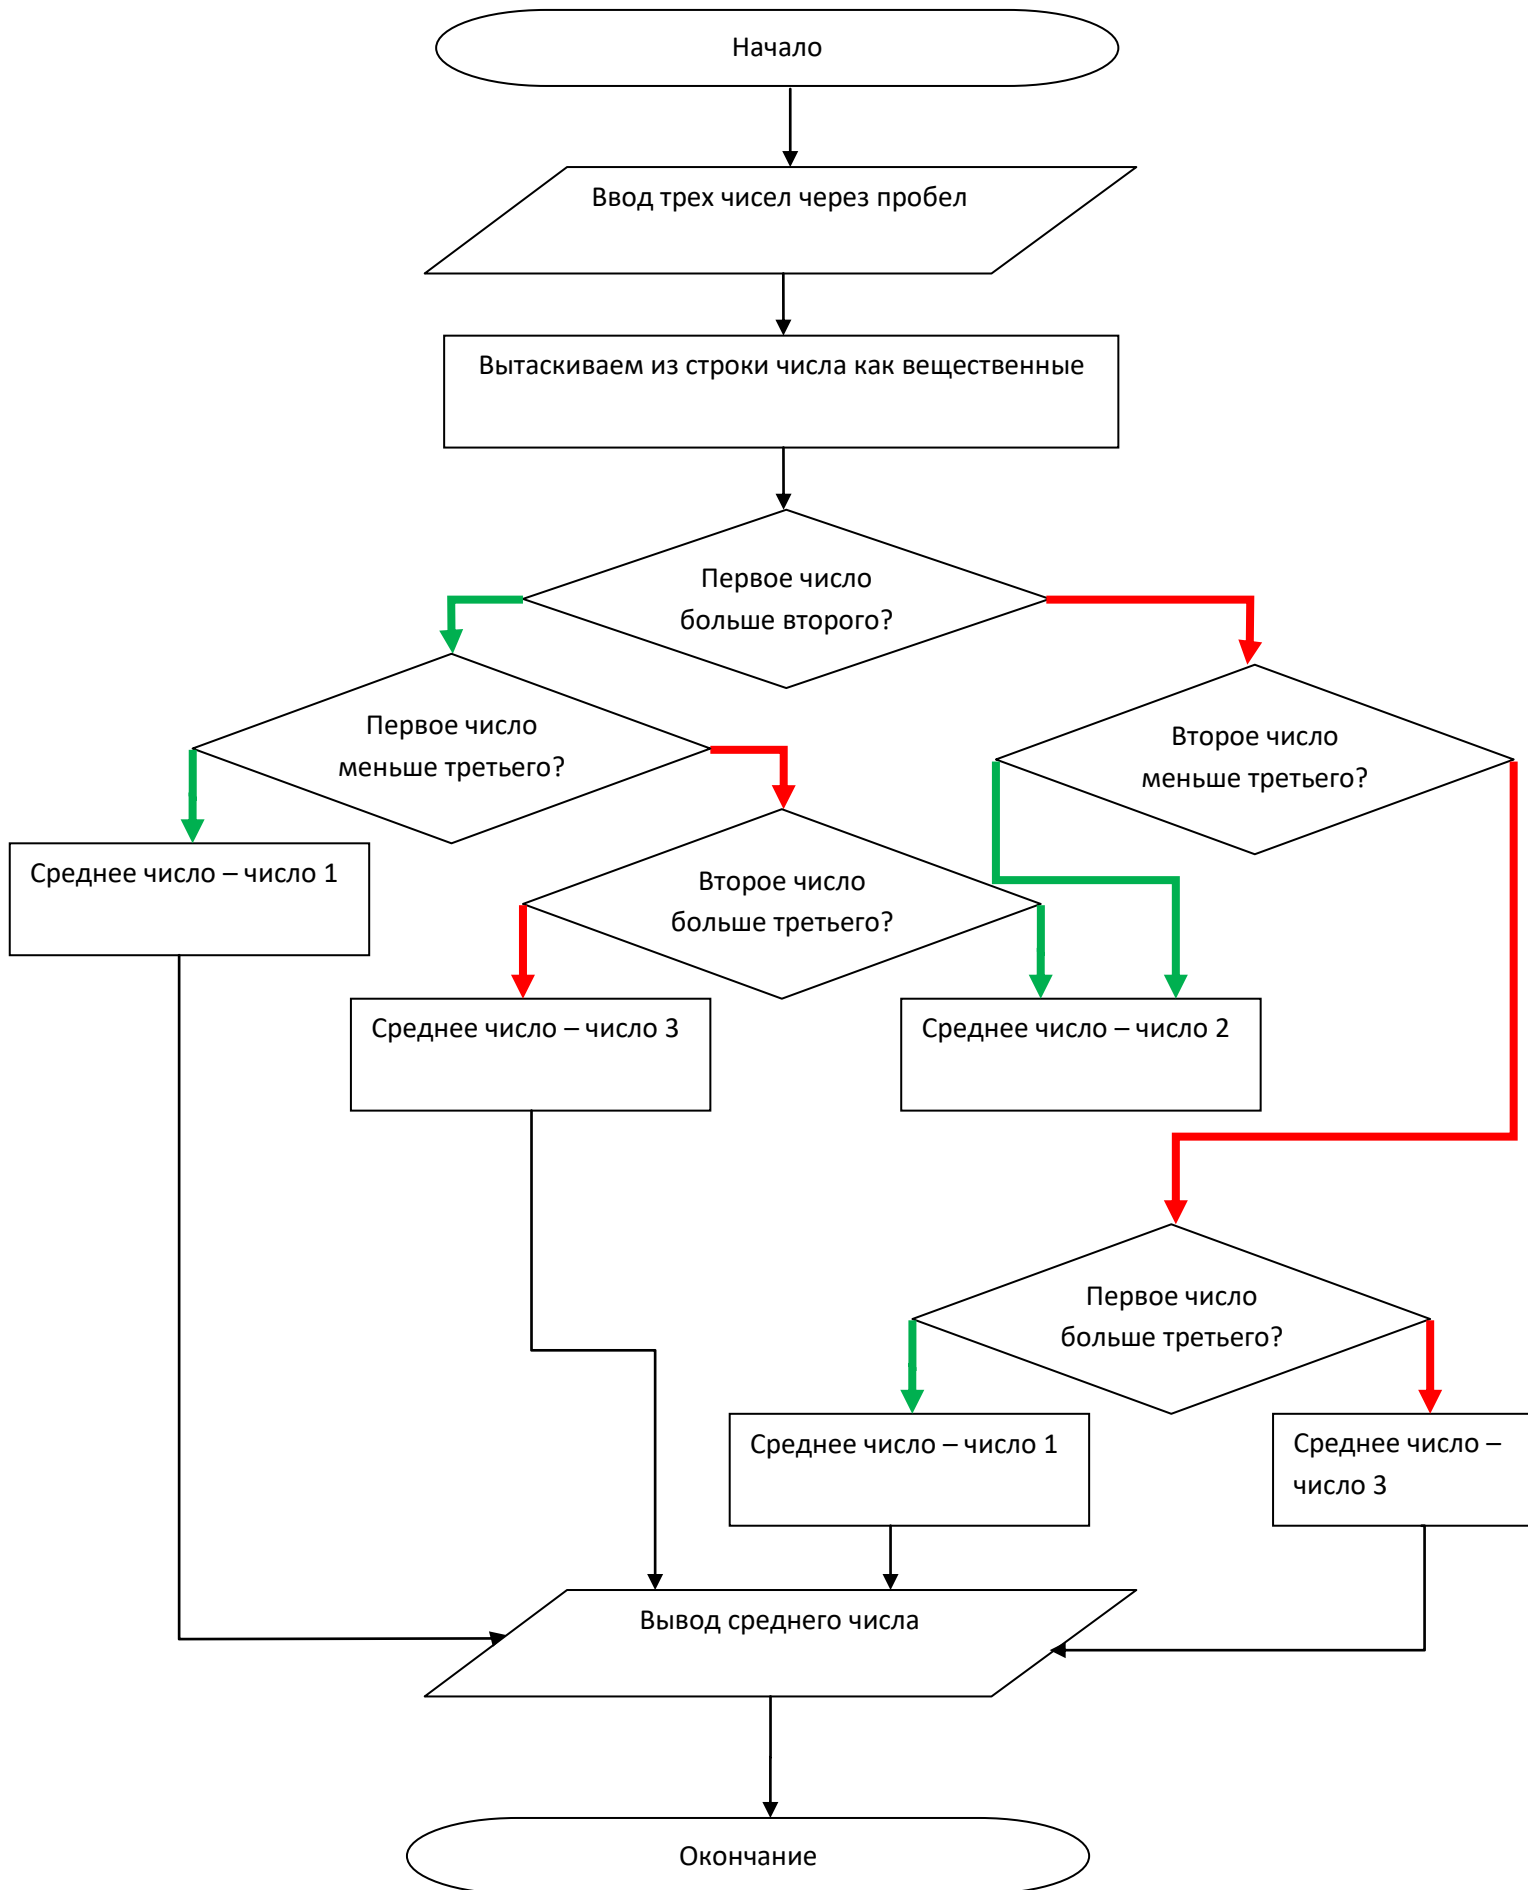 Начало
Ввод трех чисел через пробел
Вытаскиваем из строки числа как вещественные
Первое число
больше второго?
Первое число
меньше третьего?
Второе число
меньше третьего?
Среднее число – число 1
Второе число
больше третьего?
Среднее число – число 3
Среднее число – число 2
Первое число
больше третьего?
Среднее число – число 1
Среднее число –
число 3
Вывод среднего числа
Окончание